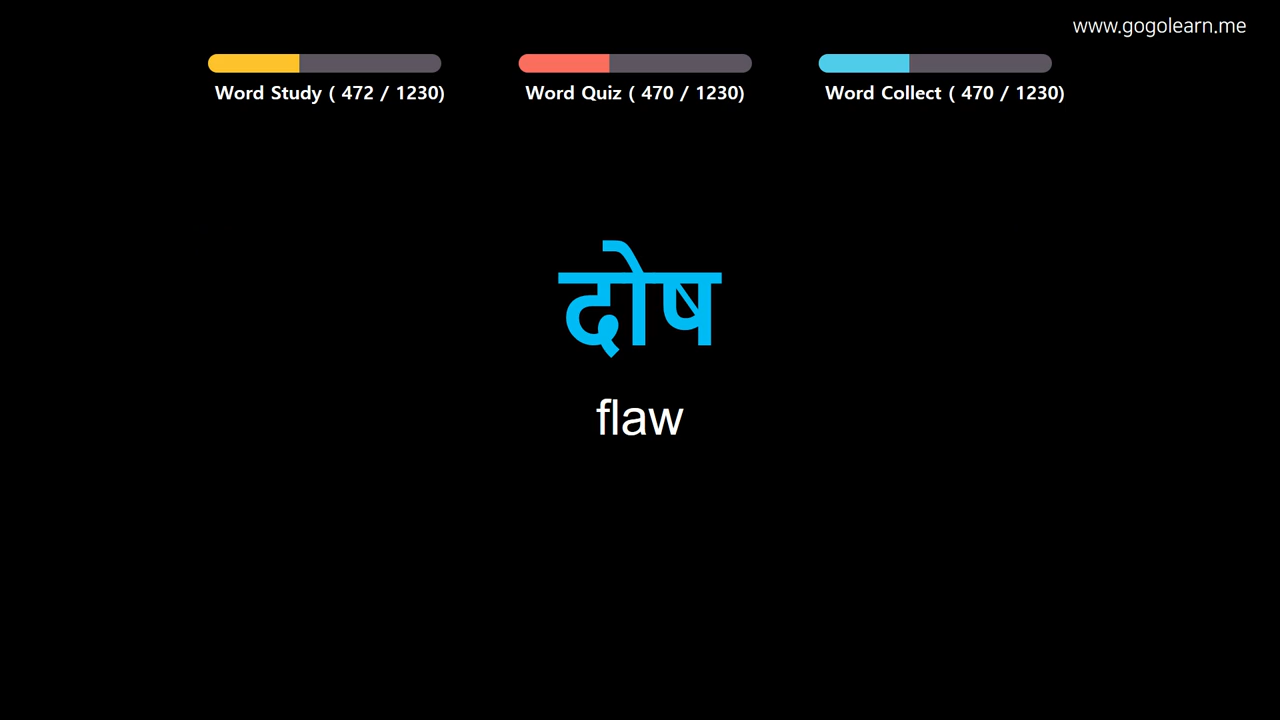 www.gogolearn.me
Word Study ( 472 / 1230)
Word Quiz ( 470 / 1230)
Word Collect ( 470 / 1230)
दोष
flaw